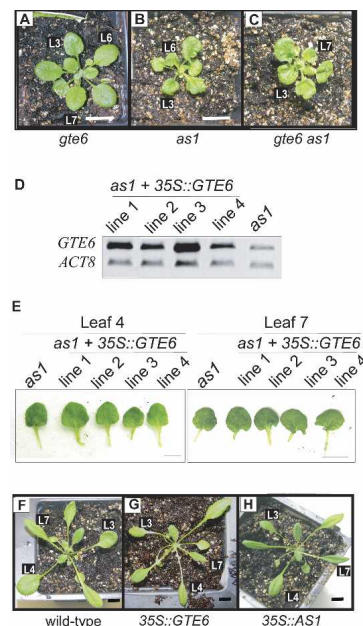 A B C
L3 L6 L6 L7
L7 L3 L3
gte6 as1 gte6 as1
D
as1 + 35S::GTE6
line 1 line 2 line 3 line 4 as1
GTE6
ACT8
E
Leaf 4 Leaf 7
as1 + 35S::GTE6 as1 + 35S::GTE6
as1 line 1 line 2 line 3 line 4 as1 line 1 line 2 line 3 line 4
F G H
L7 L3 L3 L3
L4 L7 L4 L7 L4
wild-type 35S::GTE6 35S::AS1